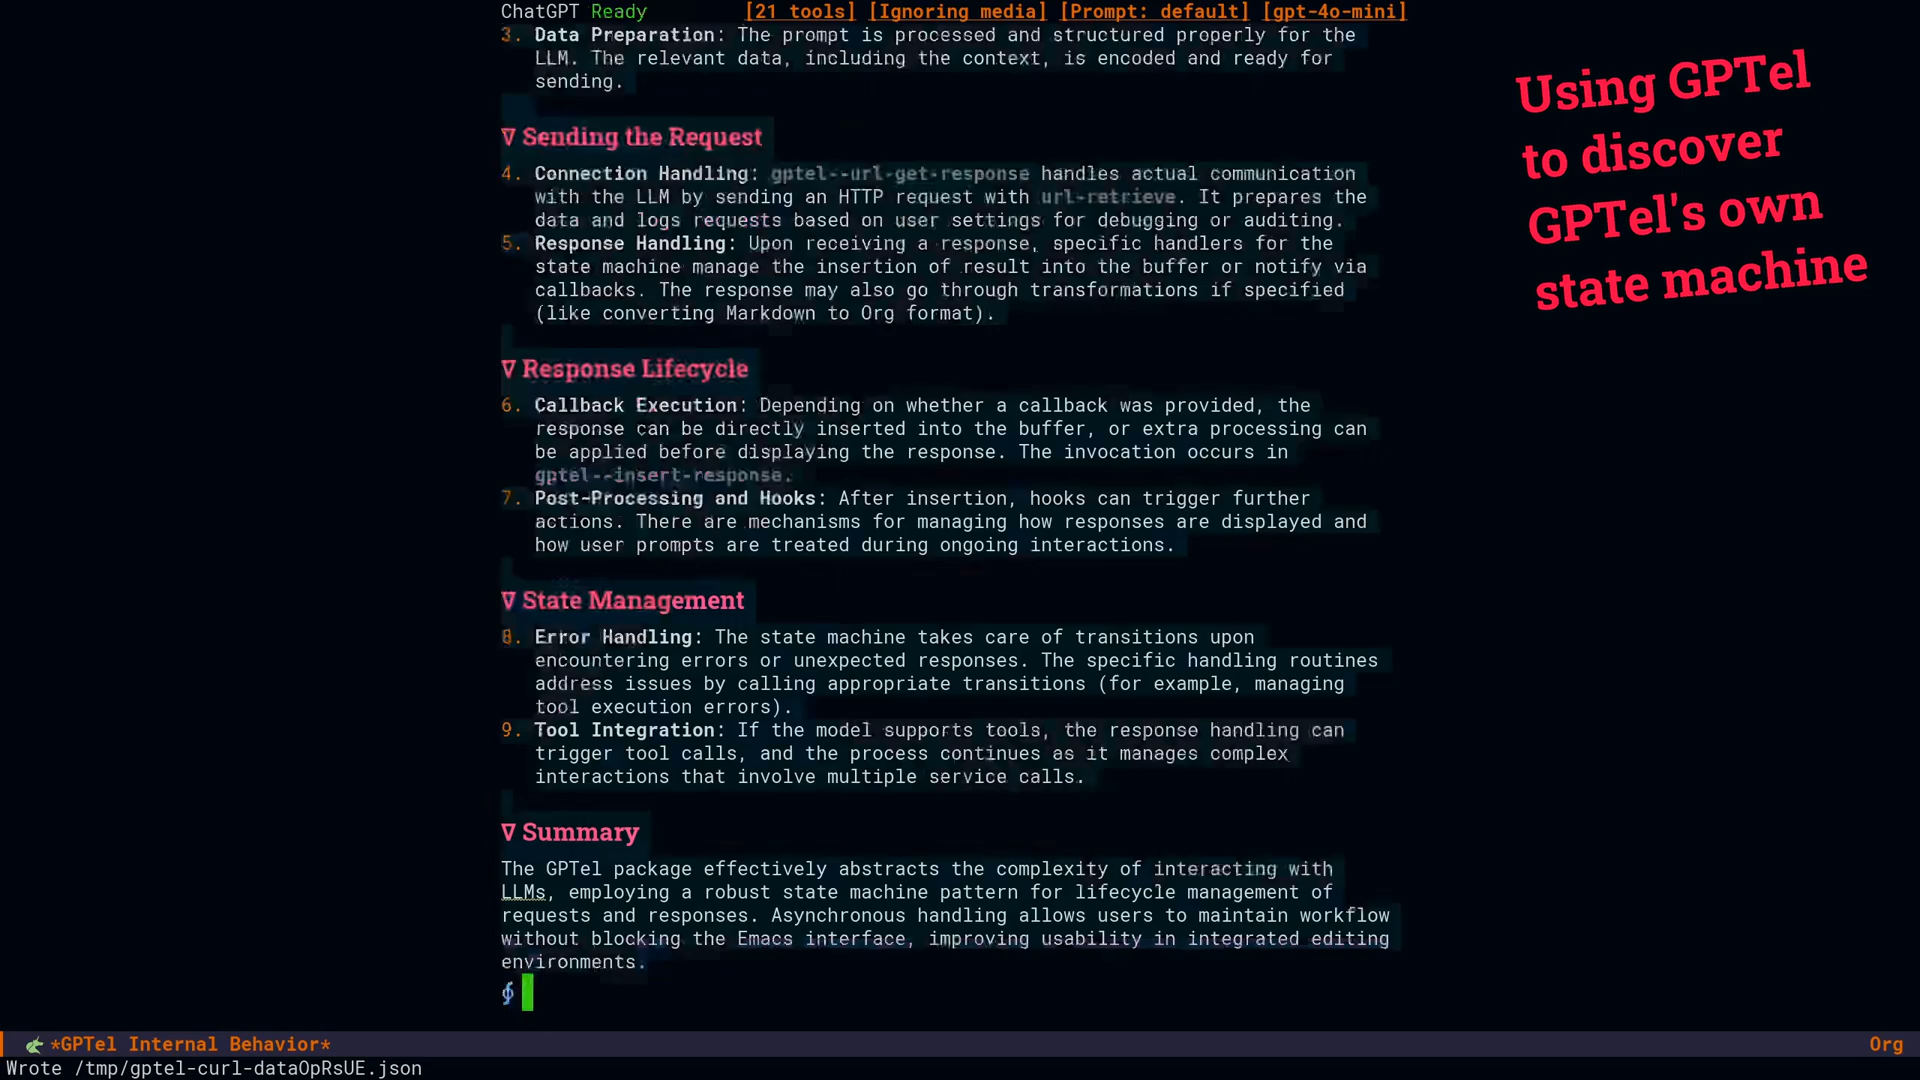 ChatGPT Ready [21 tools] [Ignoring media] [Prompt: default] [gpt-4o-mini]
3. Data Preparation: The prompt is processed and structured properly for the
LLM. The relevant data, including the context, is encoded and ready for
sending.
∇ Sending the Request
4. Connection Handling: gptel--url-get-response handles actual communication
with the LLM by sending an HTTP request with url-retrieve. It prepares the
data and logs requests based on user settings for debugging or auditing.
5. Response Handling: Upon receiving a response, specific handlers for the
state machine manage the insertion of result into the buffer or notify via
callbacks. The response may also go through transformations if specified
(like converting Markdown to Org format).
∇ Response Lifecycle
6. Callback Execution: Depending on whether a callback was provided, the
response can be directly inserted into the buffer, or extra processing can
be applied before displaying the response. The invocation occurs in
gptel--insert-response.
7. Post-Processing and Hooks: After insertion, hooks can trigger further
actions. There are mechanisms for managing how responses are displayed and
how user prompts are treated during ongoing interactions.
∇ State Management
8. Error Handling: The state machine takes care of transitions upon
encountering errors or unexpected responses. The specific handling routines
address issues by calling appropriate transitions (for example, managing
tool execution errors).
9. Tool Integration: If the model supports tools, the response handling can
trigger tool calls, and the process continues as it manages complex
interactions that involve multiple service calls.
∇ Summary
The GPTel package effectively abstracts the complexity of interacting with
LLMs, employing a robust state machine pattern for lifecycle management of
requests and responses. Asynchronous handling allows users to maintain workflow
without blocking the Emacs interface, improving usability in integrated editing
environments.
∮
Using GPTel
to discover
GPTel's own
state machine
*GPTel Internal Behavior* Org
Wrote /tmp/gptel-curl-dataOpRsUE.json